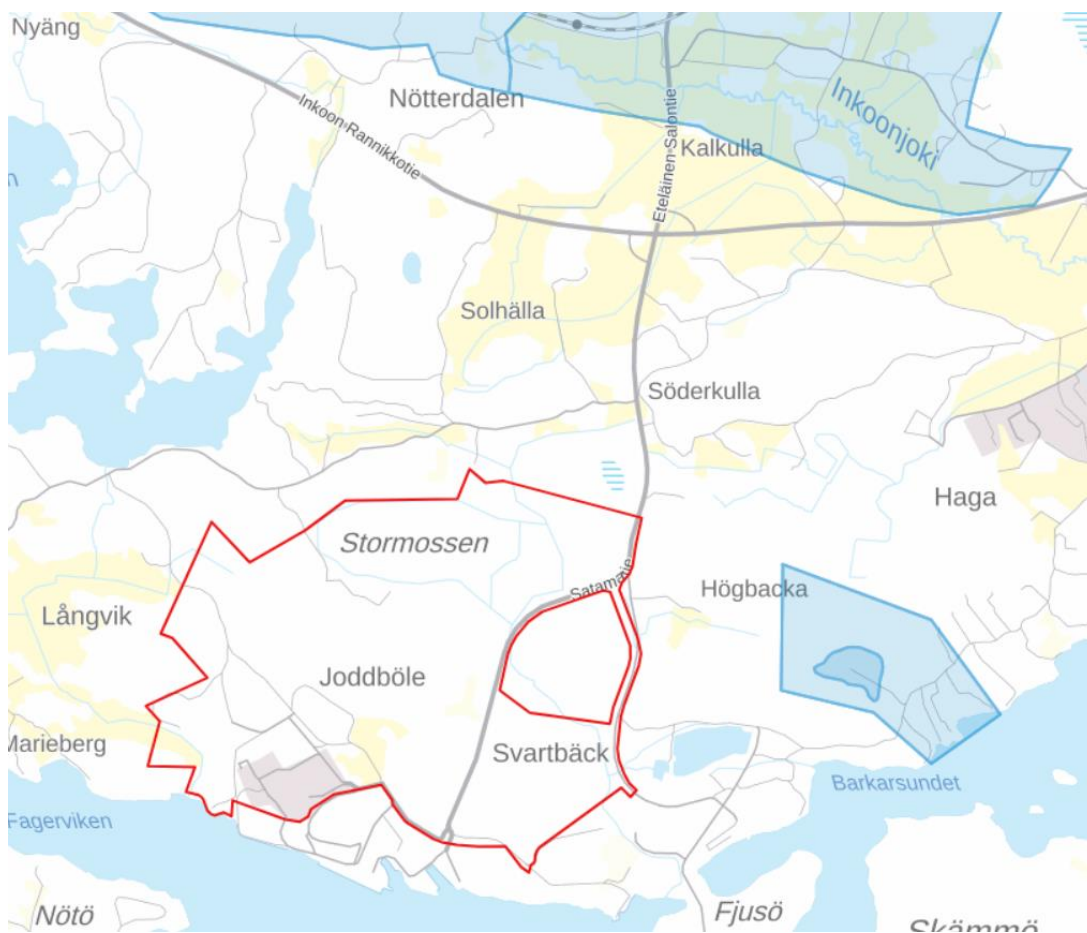 Nyäng
Nötterdalen
Inkoon Rannikkotie
Eteläinen Salontie
Kalkulla
Inkoonjoki
Solhälla
Söderkulla
Haga
Stormossen
Satamatie
Högbacka
Långvik
Joddböle
Marieberg
Svartbäck
Barkarsundet
Fagerviken
Nötö
Fjusö
Skämmö